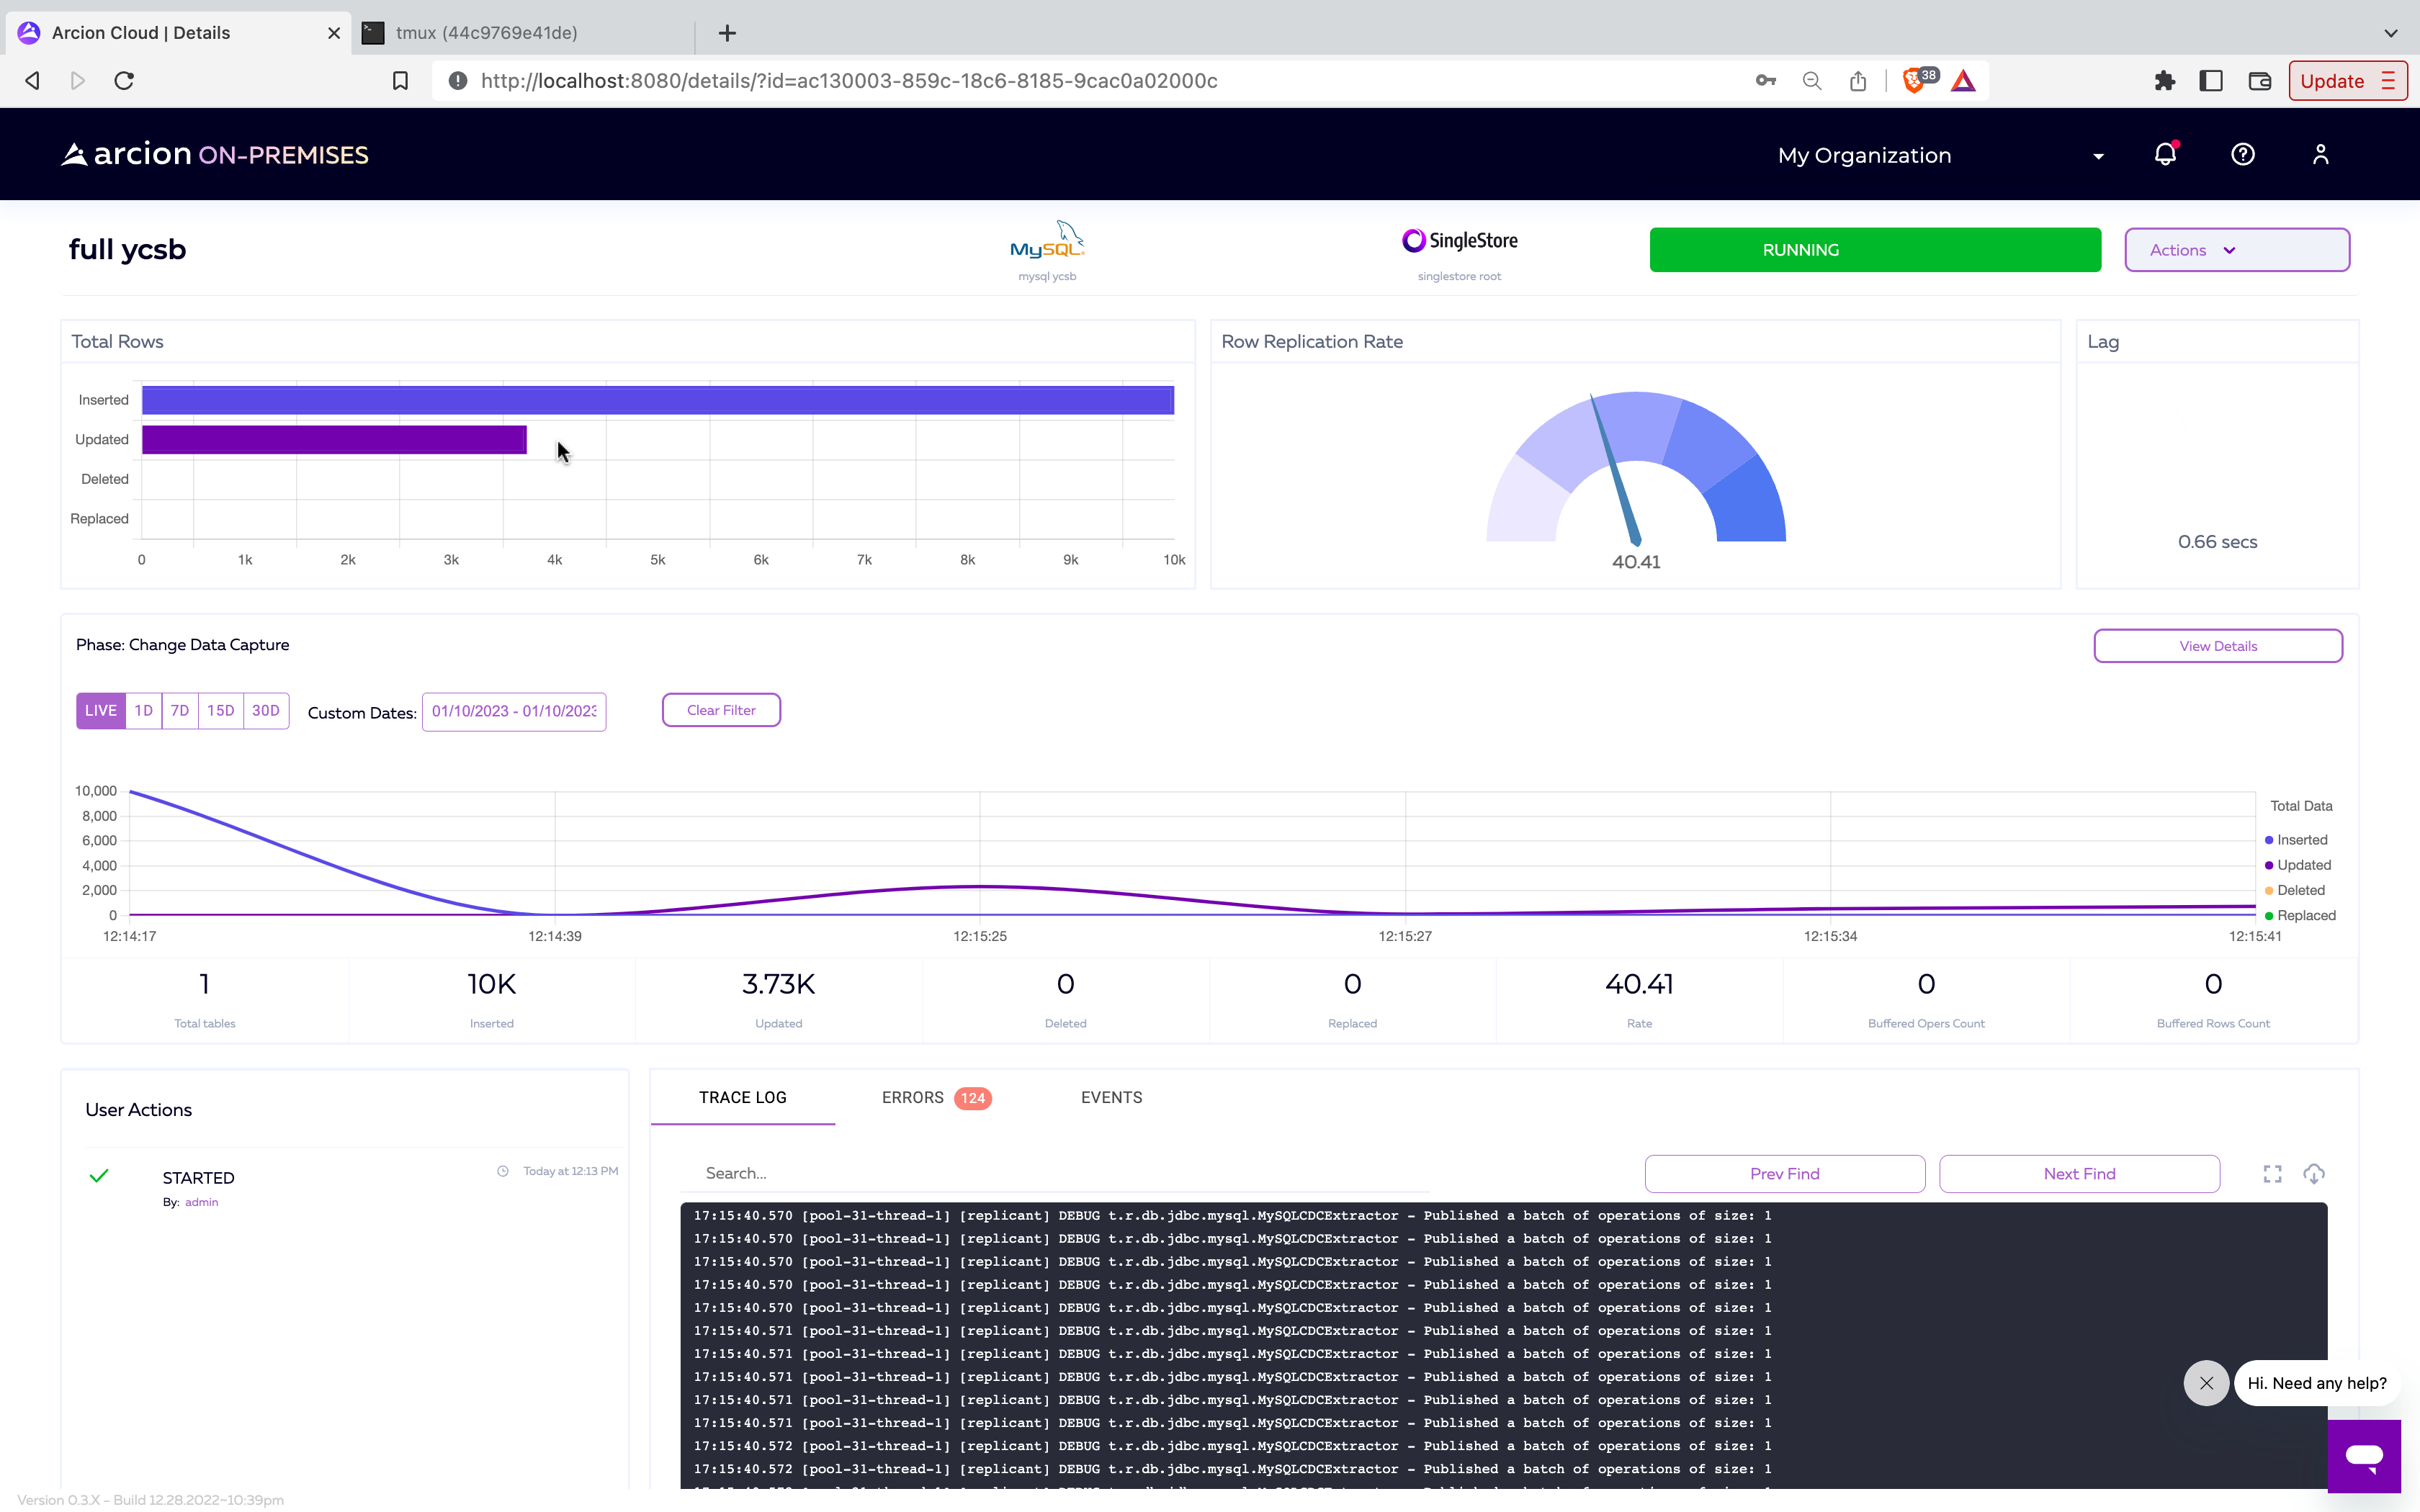 Arcion Cloud | Details
tmux (44c9769e41de)
http://localhost:8080/details/?id=ac130003-859c-18c6-8185-9cac0a02000c
38
Update
arcion ON-PREMISES
My Organization
full ycsb
MySQL
mysql ycsb
SingleStore
singlestore root
RUNNING
Actions
Total Rows
Inserted
Updated
Deleted
Replaced
0 1k 2k 3k 4k 5k 6k 7k 8k 9k 10k
Row Replication Rate
40.41
Lag
0.66 secs
Phase: Change Data Capture
View Details
LIVE 1D 7D 15D 30D
Custom Dates: 01/10/2023 - 01/10/2023
Clear Filter
10,000
8,000
6,000
4,000
2,000
0
12:14:17 12:14:39 12:15:25 12:15:27 12:15:34 12:15:41
Total Data
Inserted
Updated
Deleted
Replaced
1 10K 3.73K 0 0 40.41 0 0
Total tables Inserted Updated Deleted Replaced Rate Buffered Opers Count Buffered Rows Count
User Actions
STARTED
Today at 12:13 PM
By: admin
TRACE LOG ERRORS 124 EVENTS
Search...
Prev Find Next Find
17:15:40.570 [pool-31-thread-1] [replicant] DEBUG t.r.db.jdbc.mysql.MySQLCDCExtractor - Published a batch of operations of size: 1
17:15:40.570 [pool-31-thread-1] [replicant] DEBUG t.r.db.jdbc.mysql.MySQLCDCExtractor - Published a batch of operations of size: 1
17:15:40.570 [pool-31-thread-1] [replicant] DEBUG t.r.db.jdbc.mysql.MySQLCDCExtractor - Published a batch of operations of size: 1
17:15:40.570 [pool-31-thread-1] [replicant] DEBUG t.r.db.jdbc.mysql.MySQLCDCExtractor - Published a batch of operations of size: 1
17:15:40.570 [pool-31-thread-1] [replicant] DEBUG t.r.db.jdbc.mysql.MySQLCDCExtractor - Published a batch of operations of size: 1
17:15:40.571 [pool-31-thread-1] [replicant] DEBUG t.r.db.jdbc.mysql.MySQLCDCExtractor - Published a batch of operations of size: 1
17:15:40.571 [pool-31-thread-1] [replicant] DEBUG t.r.db.jdbc.mysql.MySQLCDCExtractor - Published a batch of operations of size: 1
17:15:40.571 [pool-31-thread-1] [replicant] DEBUG t.r.db.jdbc.mysql.MySQLCDCExtractor - Published a batch of operations of size: 1
17:15:40.571 [pool-31-thread-1] [replicant] DEBUG t.r.db.jdbc.mysql.MySQLCDCExtractor - Published a batch of operations of size: 1
17:15:40.571 [pool-31-thread-1] [replicant] DEBUG t.r.db.jdbc.mysql.MySQLCDCExtractor - Published a batch of operations of size: 1
17:15:40.572 [pool-31-thread-1] [replicant] DEBUG t.r.db.jdbc.mysql.MySQLCDCExtractor - Published a batch of operations of size: 1
17:15:40.572 [pool-31-thread-1] [replicant] DEBUG t.r.db.jdbc.mysql.MySQLCDCExtractor - Published a batch of operations of size: 1
Hi. Need any help?
Version 0.3.X - Build 12.28.2022-10:39pm